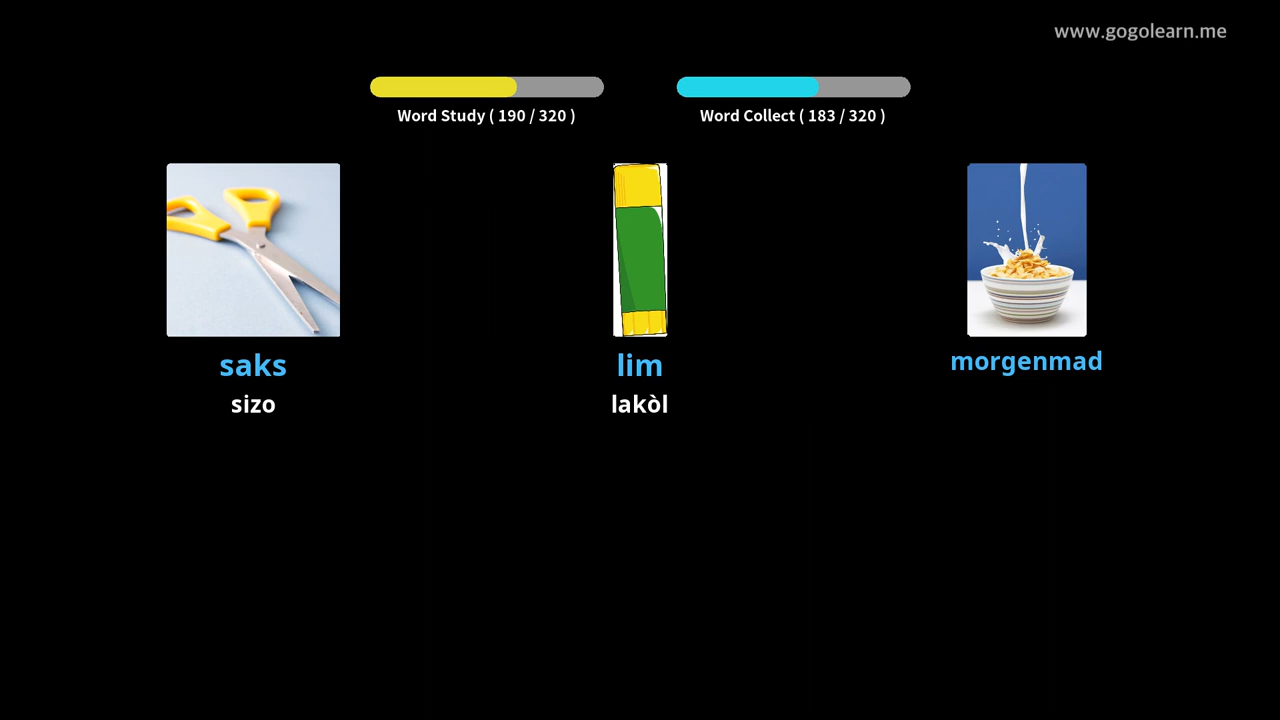 www.gogolearn.me
Word Study ( 190 / 320 )
Word Collect ( 183 / 320 )
saks
sizo
lim
lakòl
morgenmad